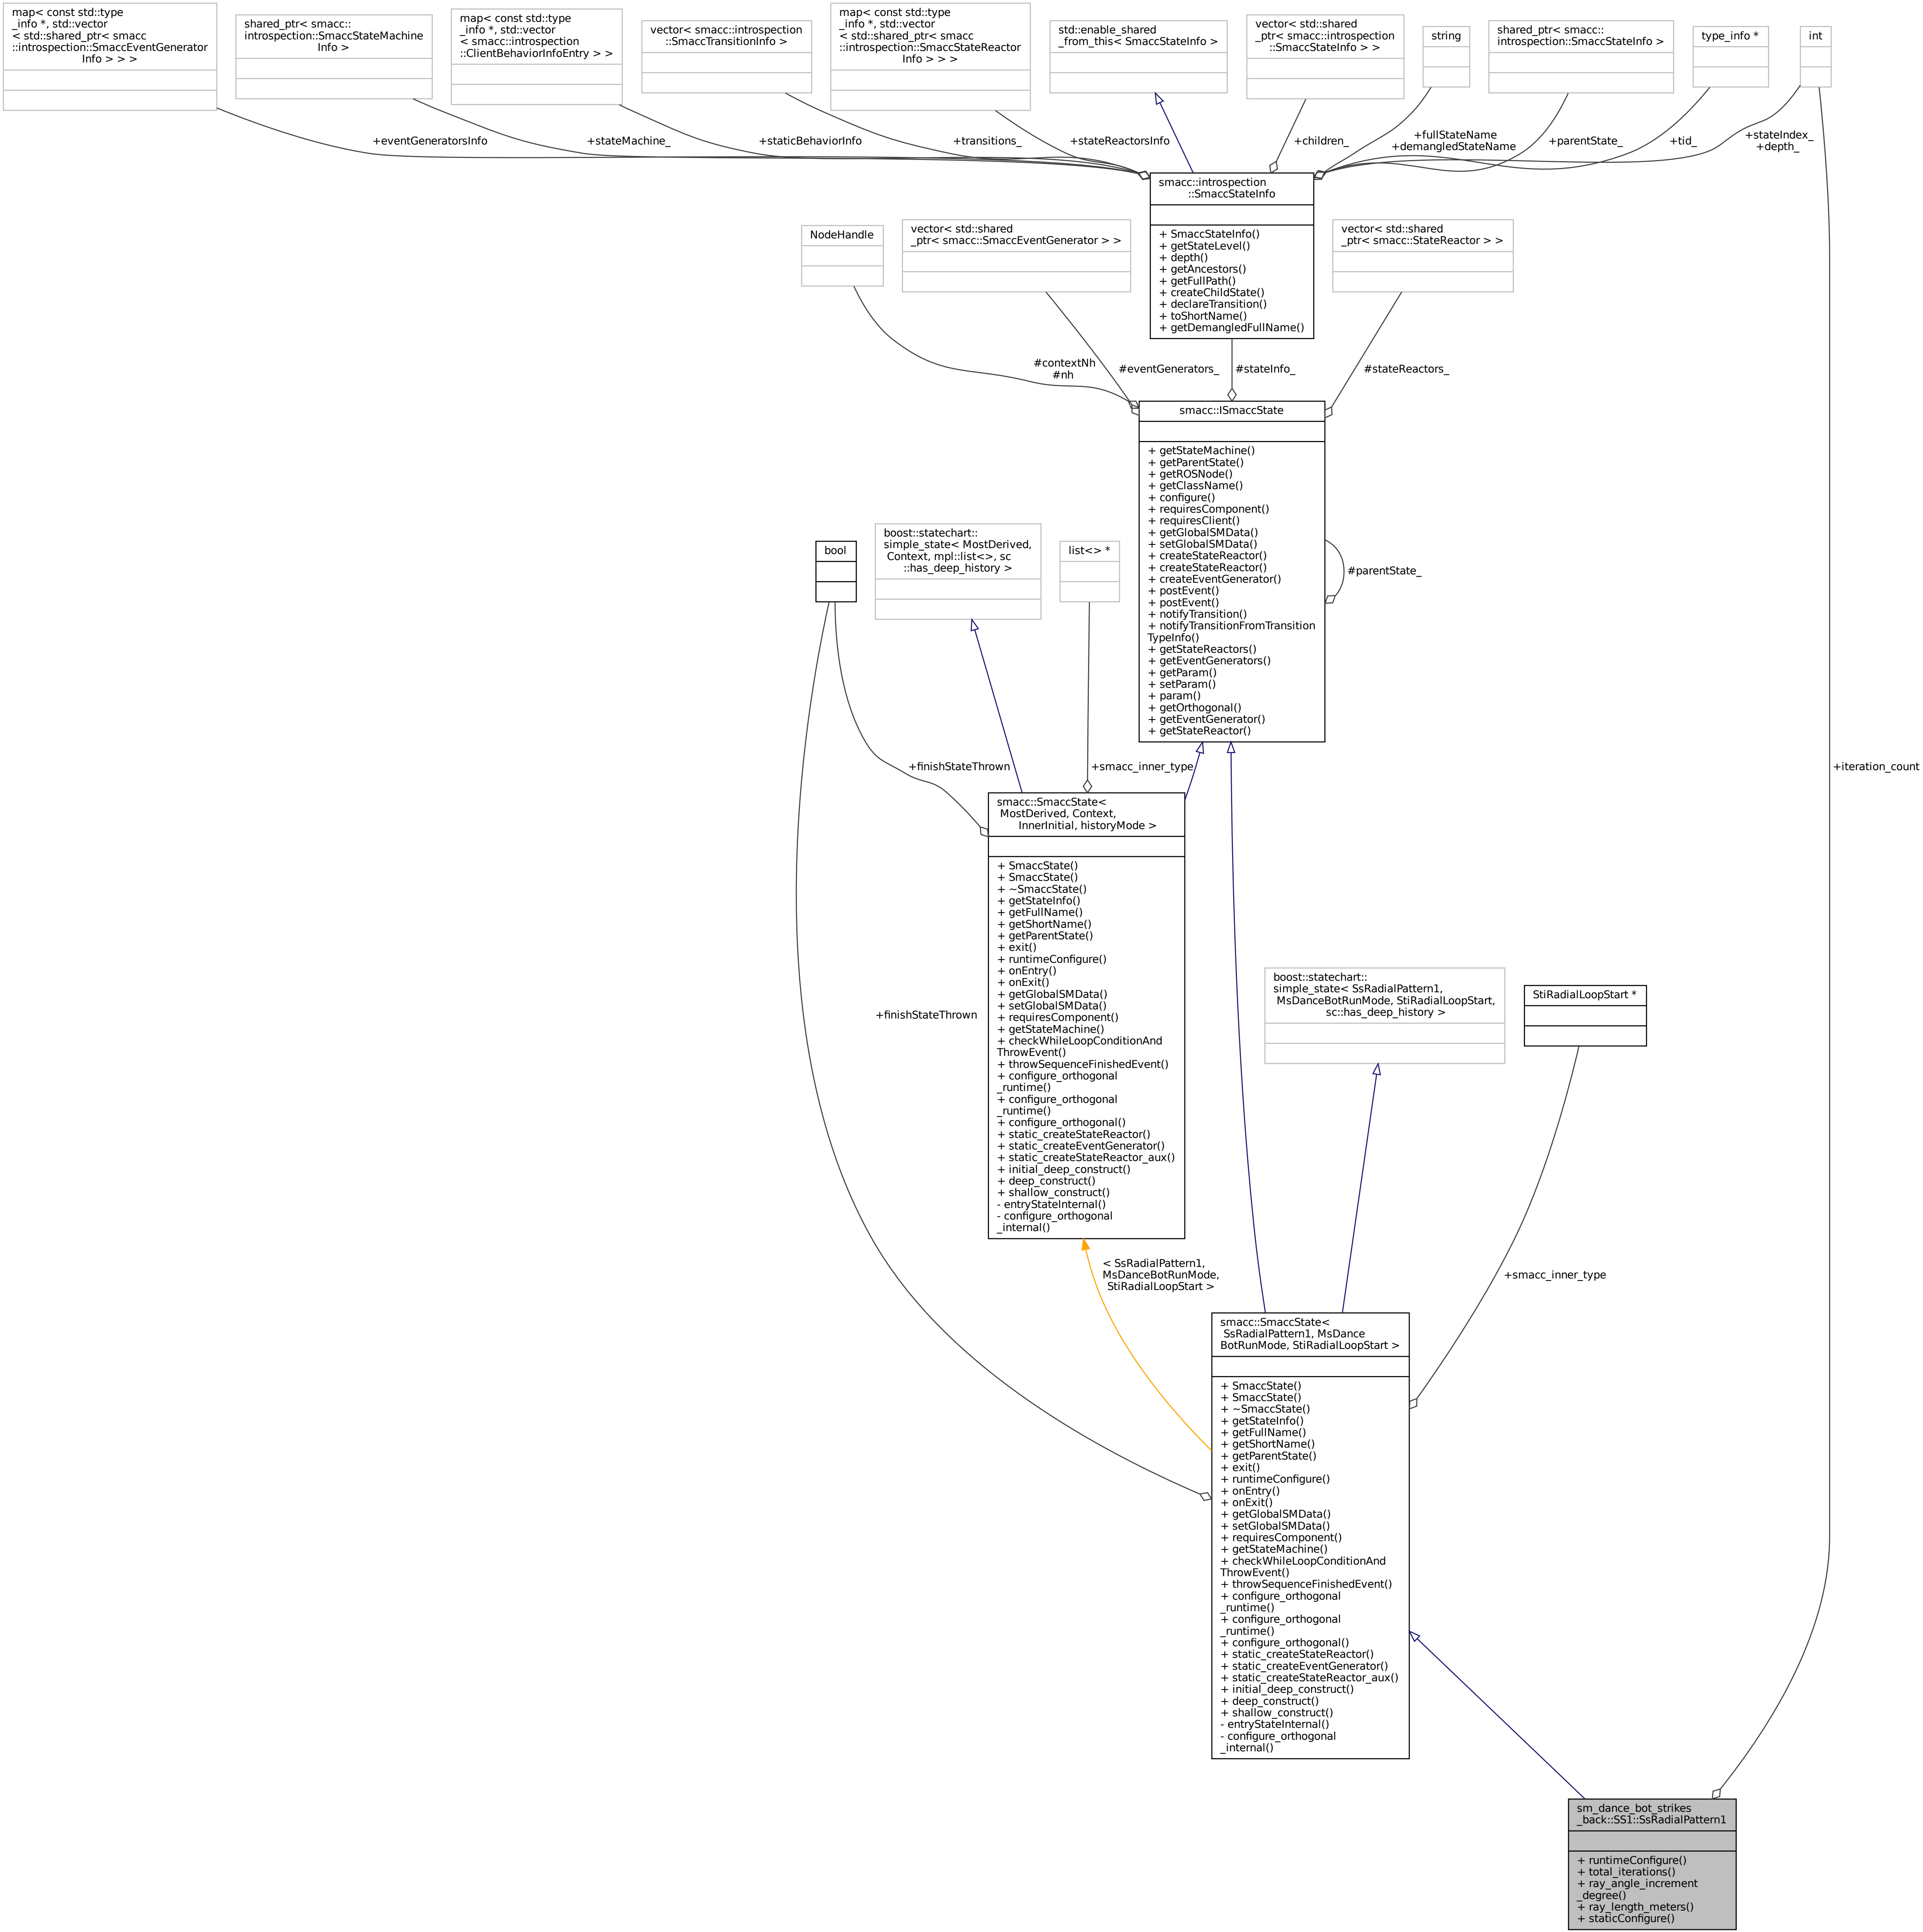 map< const std::type
_info *, std::vector
< std::shared_ptr< smacc
::introspection::SmaccEventGenerator
Info > > >
shared_ptr< smacc::
introspection::SmaccStateMachine
Info >
map< const std::type
_info *, std::vector
< smacc::introspection
::ClientBehaviorInfoEntry > >
vector< smacc::introspection
::SmaccTransitionInfo >
map< const std::type
_info *, std::vector
< std::shared_ptr< smacc
::introspection::SmaccStateReactor
Info > > >
std::enable_shared
_from_this< SmaccStateInfo >
vector< std::shared
_ptr< smacc::introspection
::SmaccStateInfo > >
string
shared_ptr< smacc::
introspection::SmaccStateInfo >
type_info *
int
+eventGeneratorsInfo
+stateMachine_
+staticBehaviorInfo
+transitions_
+stateReactorsInfo
+children_
+fullStateName
+demangledStateName
+parentState_
+tid_
+stateIndex_
+depth_
smacc::introspection
::SmaccStateInfo
+ SmaccStateInfo()
+ getStateLevel()
+ depth()
+ getAncestors()
+ getFullPath()
+ createChildState()
+ declareTransition()
+ toShortName()
+ getDemangledFullName()
NodeHandle
vector< std::shared
_ptr< smacc::SmaccEventGenerator > >
vector< std::shared
_ptr< smacc::StateReactor > >
#contextNh
#nh
#eventGenerators_
#stateInfo_
#stateReactors_
smacc::ISmaccState
+ getStateMachine()
+ getParentState()
+ getROSNode()
+ getClassName()
+ configure()
+ requiresComponent()
+ requiresClient()
+ getGlobalSMData()
+ setGlobalSMData()
+ createStateReactor()
+ createStateReactor()
+ createEventGenerator()
+ postEvent()
+ postEvent()
+ notifyTransition()
+ notifyTransitionFromTransition
TypeInfo()
+ getStateReactors()
+ getEventGenerators()
+ getParam()
+ setParam()
+ param()
+ getOrthogonal()
+ getEventGenerator()
+ getStateReactor()
#parentState_
bool
boost::statechart::
simple_state< MostDerived,
Context, mpl::list<>, sc
::has_deep_history >
list<> *
+finishStateThrown
+smacc_inner_type
+iteration_count
smacc::SmaccState<
MostDerived, Context,
InnerInitial, historyMode >
+ SmaccState()
+ SmaccState()
+ ~SmaccState()
+ getStateInfo()
+ getFullName()
+ getShortName()
+ getParentState()
+ exit()
+ runtimeConfigure()
+ onEntry()
+ onExit()
+ getGlobalSMData()
+ setGlobalSMData()
+ requiresComponent()
+ getStateMachine()
+ checkWhileLoopConditionAnd
ThrowEvent()
+ throwSequenceFinishedEvent()
+ configure_orthogonal
_runtime()
+ configure_orthogonal
_runtime()
+ configure_orthogonal()
+ static_createStateReactor()
+ static_createEventGenerator()
+ static_createStateReactor_aux()
+ initial_deep_construct()
+ deep_construct()
+ shallow_construct()
- entryStateInternal()
- configure_orthogonal
_internal()
+finishStateThrown
boost::statechart::
simple_state< SsRadialPattern1,
MsDanceBotRunMode, StiRadialLoopStart,
sc::has_deep_history >
StiRadialLoopStart *
< SsRadialPattern1,
MsDanceBotRunMode,
StiRadialLoopStart >
+smacc_inner_type
smacc::SmaccState<
SsRadialPattern1, MsDance
BotRunMode, StiRadialLoopStart >
+ SmaccState()
+ SmaccState()
+ ~SmaccState()
+ getStateInfo()
+ getFullName()
+ getShortName()
+ getParentState()
+ exit()
+ runtimeConfigure()
+ onEntry()
+ onExit()
+ getGlobalSMData()
+ setGlobalSMData()
+ requiresComponent()
+ getStateMachine()
+ checkWhileLoopConditionAnd
ThrowEvent()
+ throwSequenceFinishedEvent()
+ configure_orthogonal
_runtime()
+ configure_orthogonal
_runtime()
+ configure_orthogonal()
+ static_createStateReactor()
+ static_createEventGenerator()
+ static_createStateReactor_aux()
+ initial_deep_construct()
+ deep_construct()
+ shallow_construct()
- entryStateInternal()
- configure_orthogonal
_internal()
sm_dance_bot_strikes
_back::SS1::SsRadialPattern1
+ runtimeConfigure()
+ total_iterations()
+ ray_angle_increment
_degree()
+ ray_length_meters()
+ staticConfigure()